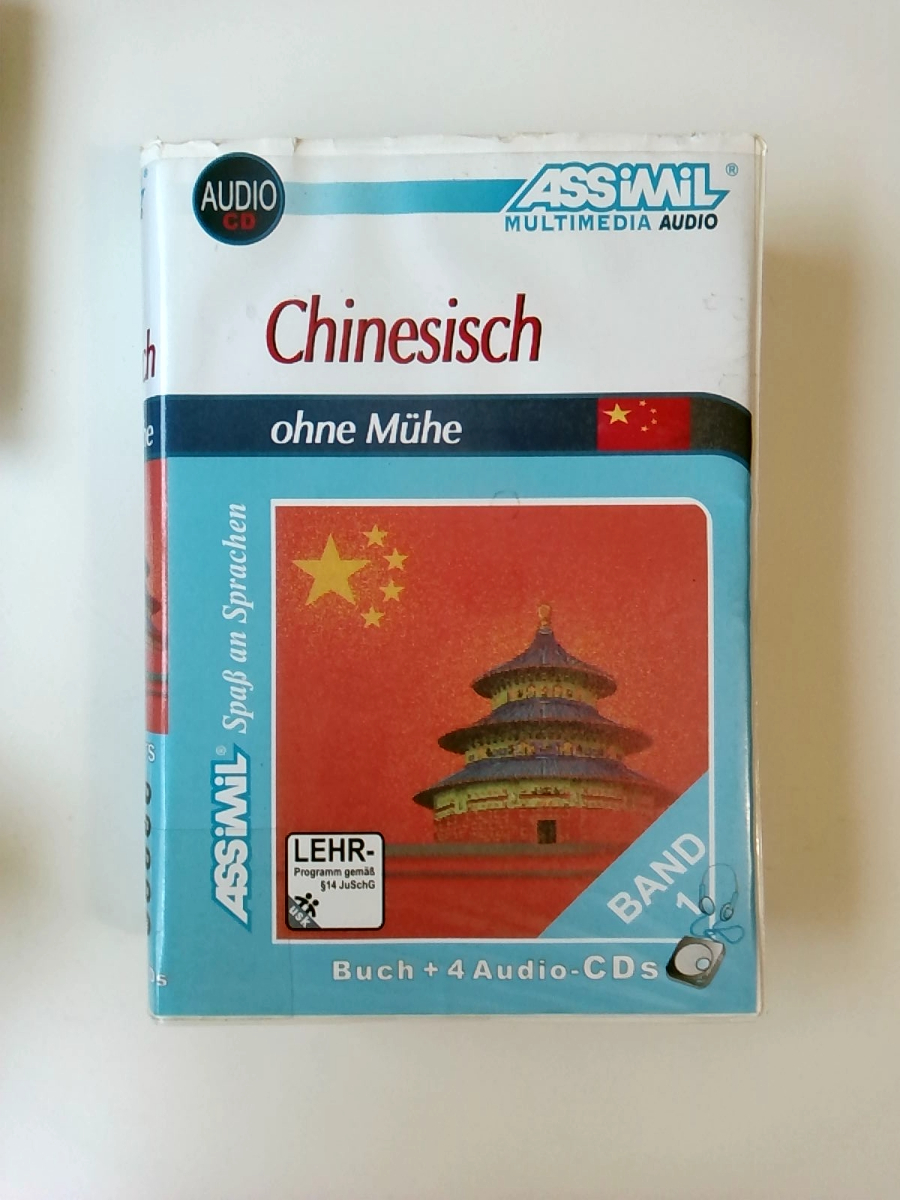 AUDIO
CD
ASSiMiL®
MULTIMEDIA AUDIO
Chinesisch
ohne Mühe
ASSiMiL® Spaß an Sprachen
LEHR-
Programm gemäß
§14 JuSchG
usk
BAND
1
Buch + 4 Audio-CDs